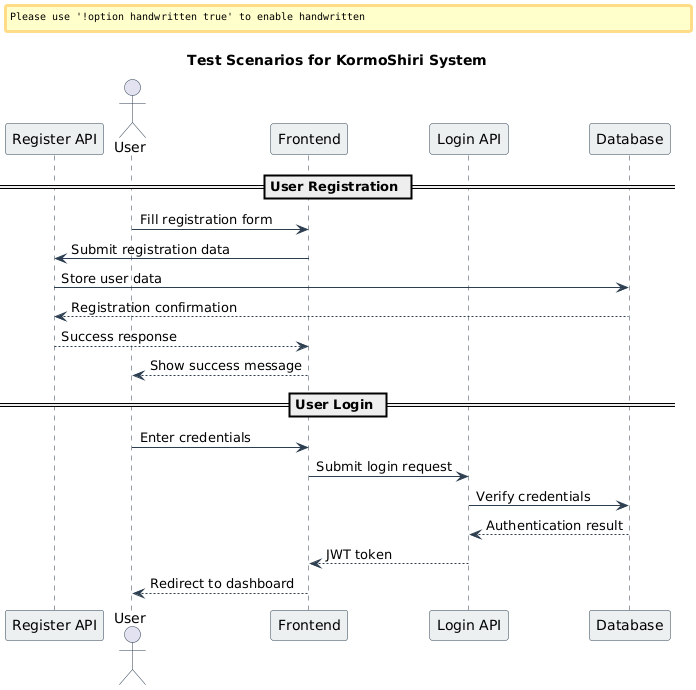 Please use '!option handwritten true' to enable handwritten
Test Scenarios for KormoShiri System
Register API
User
Frontend
Login API
Database
User Registration
Fill registration form
Submit registration data
Store user data
Registration confirmation
Success response
Show success message
User Login
Enter credentials
Submit login request
Verify credentials
Authentication result
JWT token
Redirect to dashboard
Register API
User
Frontend
Login API
Database